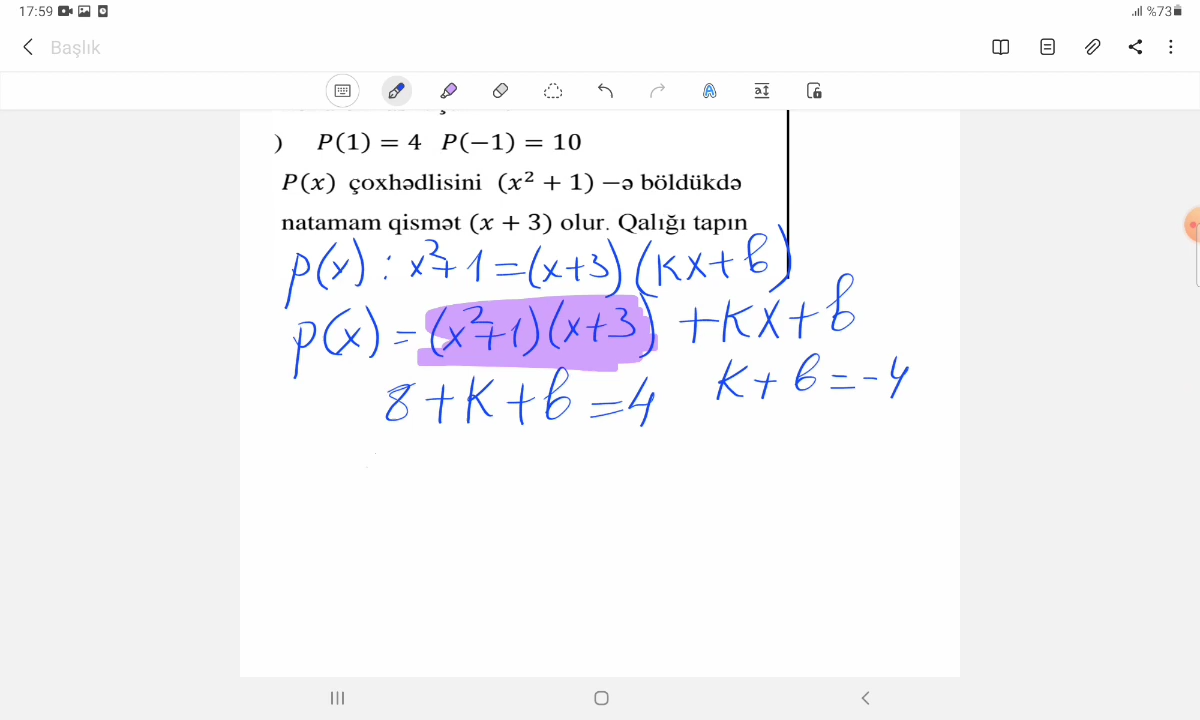 17:59 %73
Başlık
) P(1) = 4 P(−1) = 10
P(x) çoxhədlisini (x² + 1) −ə böldükdə
natamam qismət (x + 3) olur. Qalığı tapın
p(x) : x²+1=(x+3)(kx+b)
p(x)=(x²+1)(x+3) +kx+b
8+k+b=4 k+b=-4